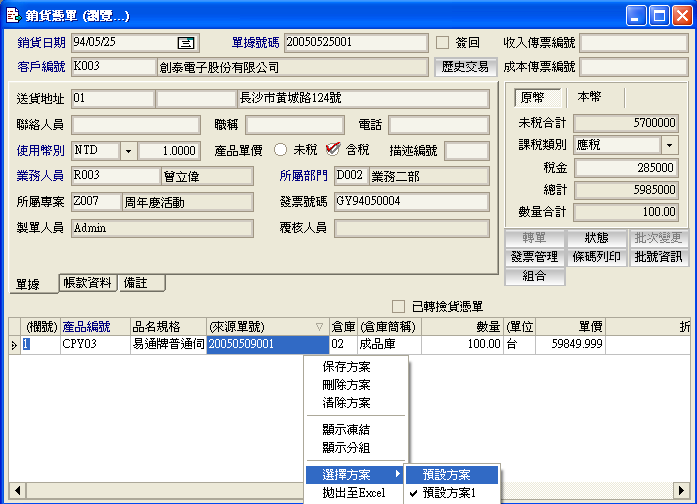 銷貨憑單 (瀏覽...)
銷貨日期 94/05/25 單據號碼 20050525001 簽回 收入傳票編號
客戶編號 K003 創泰電子股份有限公司 歷史交易 成本傳票編號
送貨地址 01 長沙市黃城路124號
聯絡人員 職稱 電話
使用幣別 NTD 1.0000 產品單價 未稅 含稅 描述編號
業務人員 R003 曾立偉 所屬部門 D002 業務二部
所屬專案 Z007 周年慶活動 發票號碼 GY94050004
製單人員 Admin 覆核人員
原幣 本幣
未稅合計 5700000
課稅類別 應稅
稅金 285000
總計 5985000
數量合計 100.00
轉單 狀態 批次變更
發票管理 條碼列印 批號資訊
組合
單據 帳款資料 備註
已轉撿貨憑單
(欄號) 產品編號 品名規格 (來源單號) 倉庫 (倉庫簡稱) 數量 (單位 單價 折
1 CPY03 易通牌普通伺 20050509001 02 成品庫 100.00 台 59849.999
保存方案
刪除方案
清除方案
顯示凍結
顯示分組
選擇方案 預設方案
拋出至Excel 預設方案1